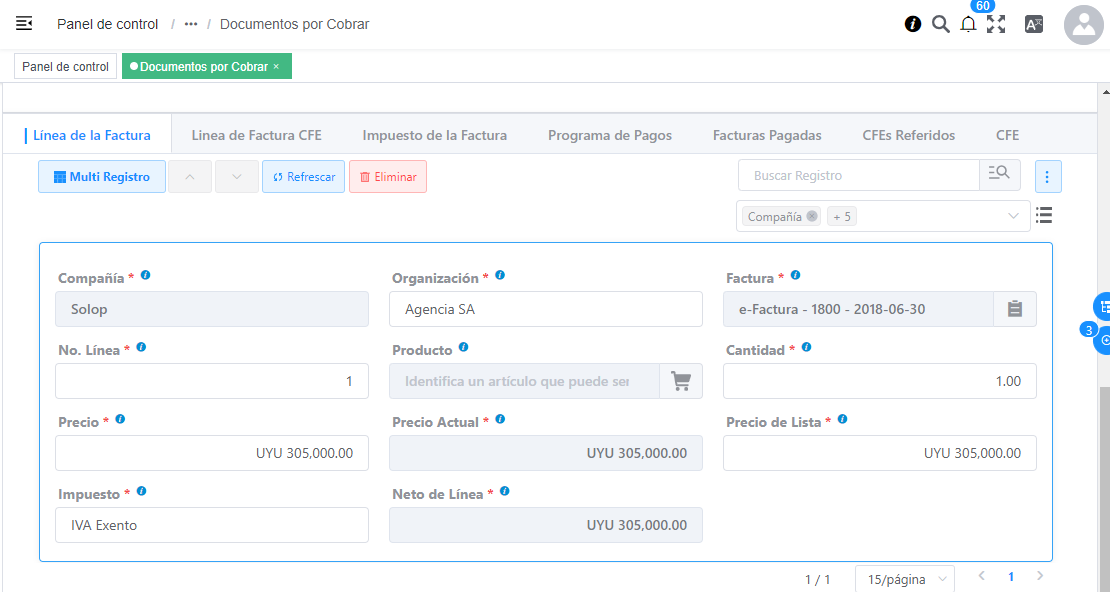 Panel de control / ••• / Documentos por Cobrar
60
Panel de control
Documentos por Cobrar ×
Línea de la Factura
Linea de Factura CFE
Impuesto de la Factura
Programa de Pagos
Facturas Pagadas
CFEs Referidos
CFE
Multi Registro
Refrescar
Eliminar
Buscar Registro
Compañía
+ 5
Compañía *
Organización *
Factura *
Solop
Agencia SA
e-Factura - 1800 - 2018-06-30
3
No. Línea *
Producto
Cantidad *
1
Identifica un artículo que puede ser
1.00
Precio *
Precio Actual *
Precio de Lista *
UYU 305,000.00
UYU 305,000.00
UYU 305,000.00
Impuesto *
Neto de Línea *
IVA Exento
UYU 305,000.00
1 / 1
15/página
1